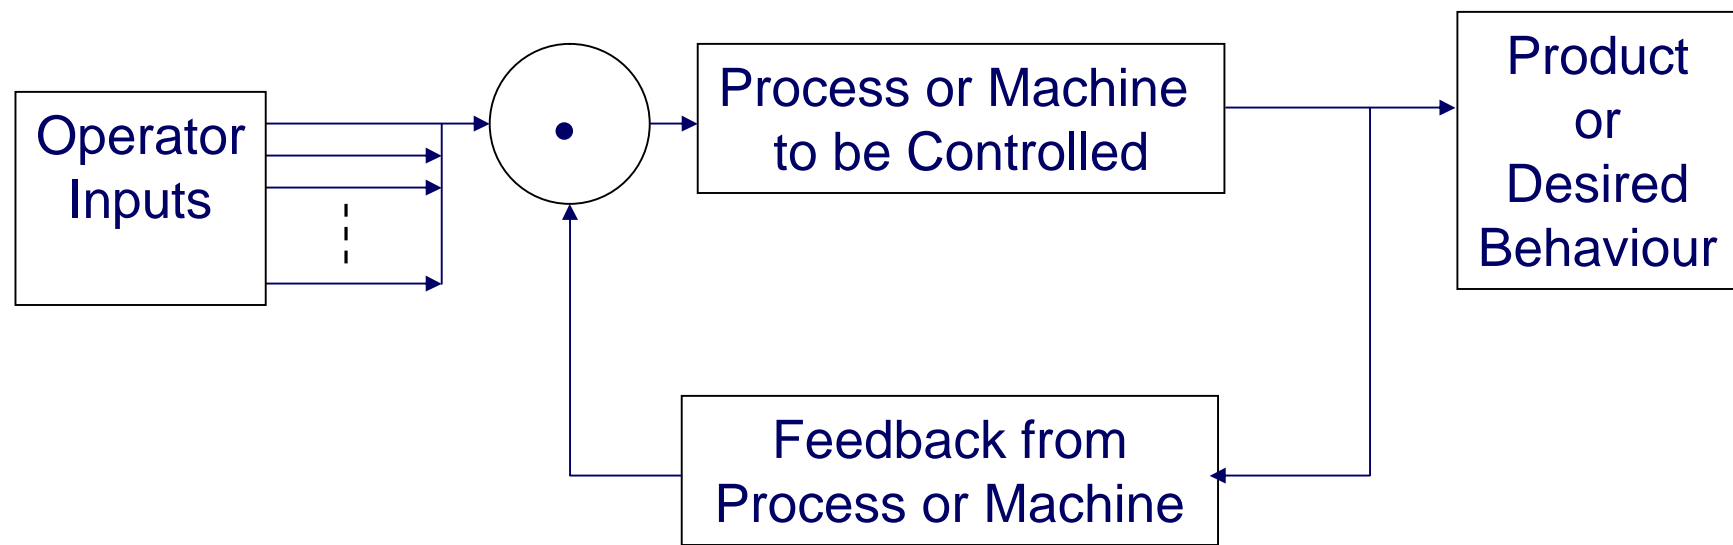 Operator
Inputs
Process or Machine
to be Controlled
Product
or
Desired
Behaviour
Feedback from
Process or Machine